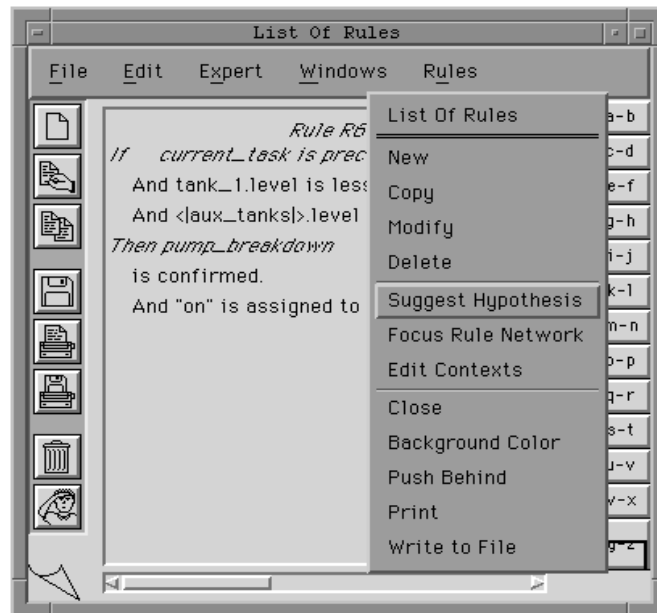 List Of Rules
File Edit Expert Windows Rules
Rule R6
If current_task is prec
And tank_1.level is less
And <|aux_tanks|>.level
Then pump_breakdown
is confirmed.
And "on" is assigned to
List Of Rules
New
Copy
Modify
Delete
Suggest Hypothesis
Focus Rule Network
Edit Contexts
Close
Background Color
Push Behind
Print
Write to File
a-b
c-d
e-f
g-h
i-j
k-l
m-n
o-p
q-r
s-t
u-v
v-x